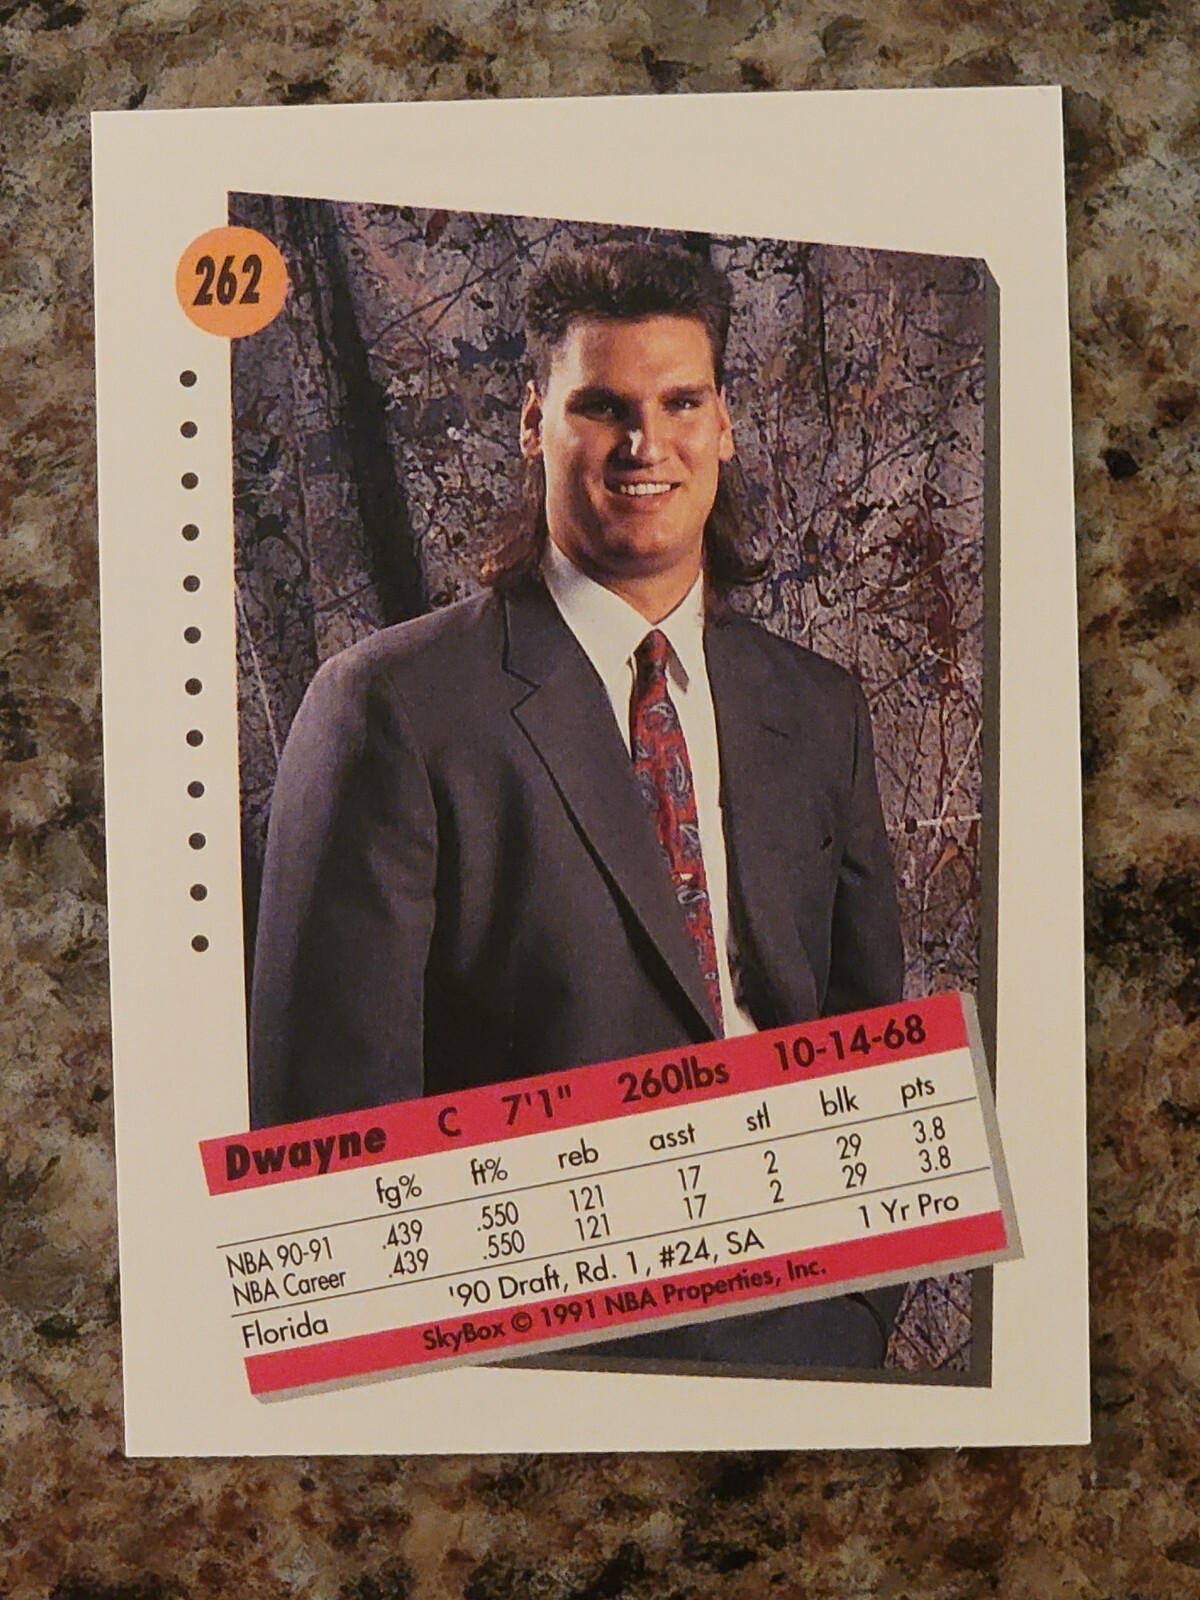 262
Dwayne C 7'1" 260lbs 10-14-68
fg% ft% reb asst stl blk pts
NBA 90-91 .439 .550 121 17 2 29 3.8
NBA Career .439 .550 121 17 2 29 3.8
Florida '90 Draft, Rd. 1, #24, SA 1 Yr Pro
SkyBox © 1991 NBA Properties, Inc.